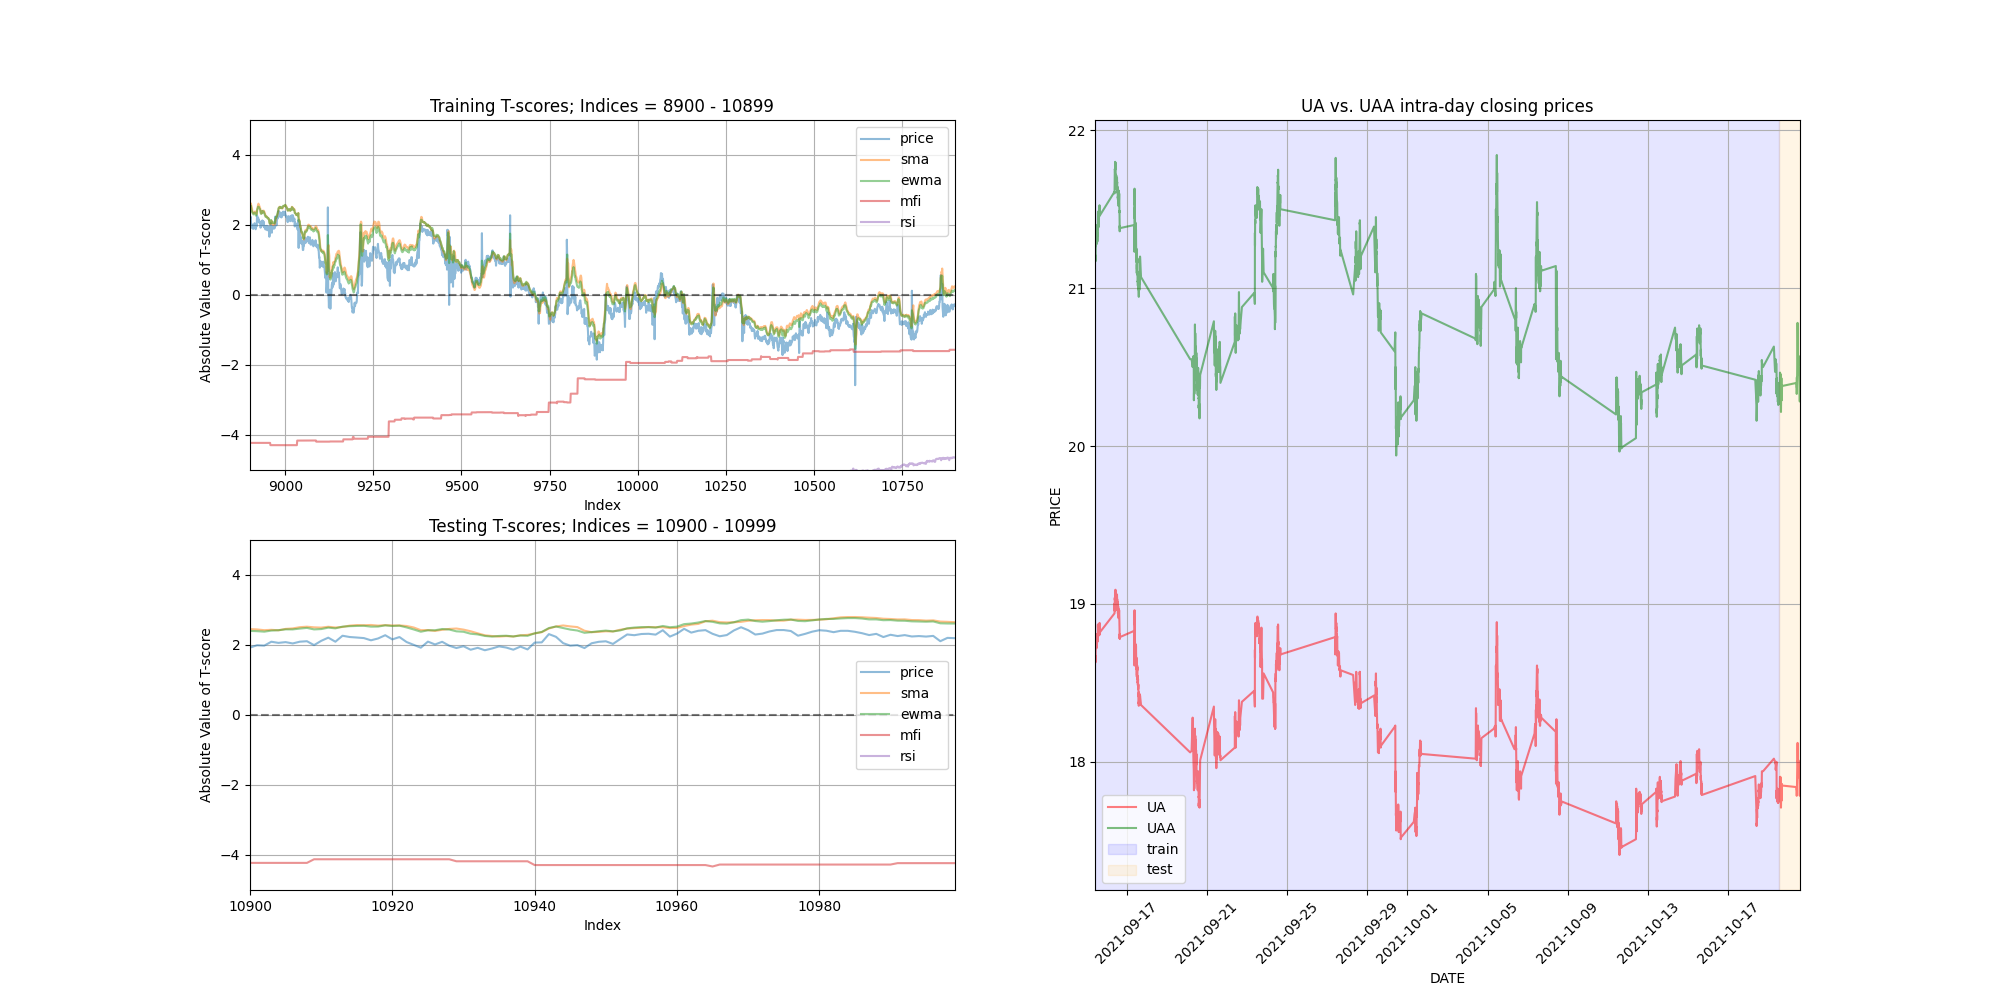 Training T-scores; Indices = 8900 - 10899
Absolute Value of T-score
4
2
0
−2
−4
price
sma
ewma
mfi
rsi
9000 9250 9500 9750 10000 10250 10500 10750
Index
Testing T-scores; Indices = 10900 - 10999
Absolute Value of T-score
4
2
0
−2
−4
price
sma
ewma
mfi
rsi
10900 10920 10940 10960 10980
Index
UA vs. UAA intra-day closing prices
PRICE
22
21
20
19
18
UA
UAA
train
test
2021-09-17 2021-09-21 2021-09-25 2021-09-29 2021-10-01 2021-10-05 2021-10-09 2021-10-13 2021-10-17
DATE